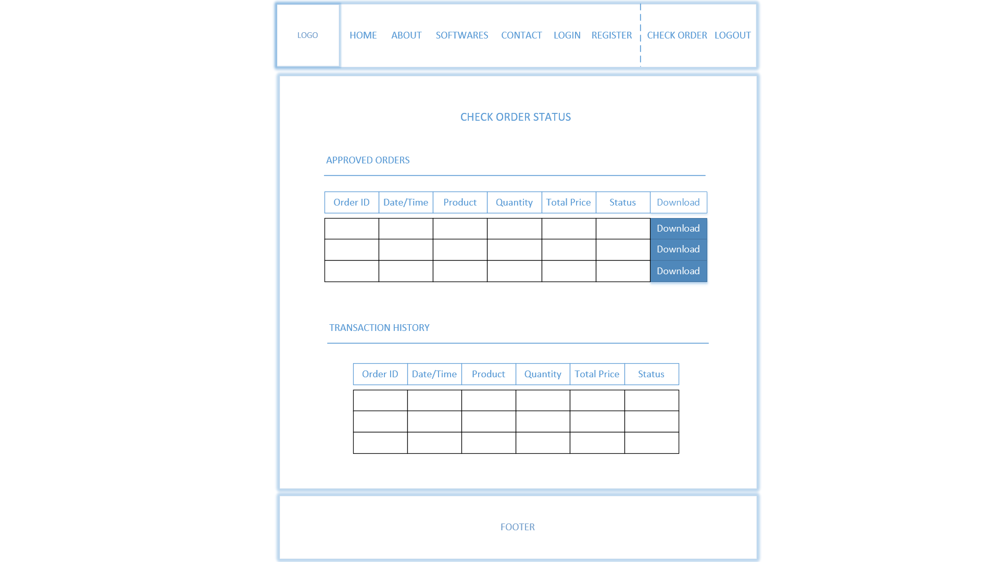 LOGO HOME ABOUT SOFTWARES CONTACT LOGIN REGISTER CHECK ORDER LOGOUT
CHECK ORDER STATUS
APPROVED ORDERS
Order ID Date/Time Product Quantity Total Price Status Download
Download
Download
Download
TRANSACTION HISTORY
Order ID Date/Time Product Quantity Total Price Status
FOOTER